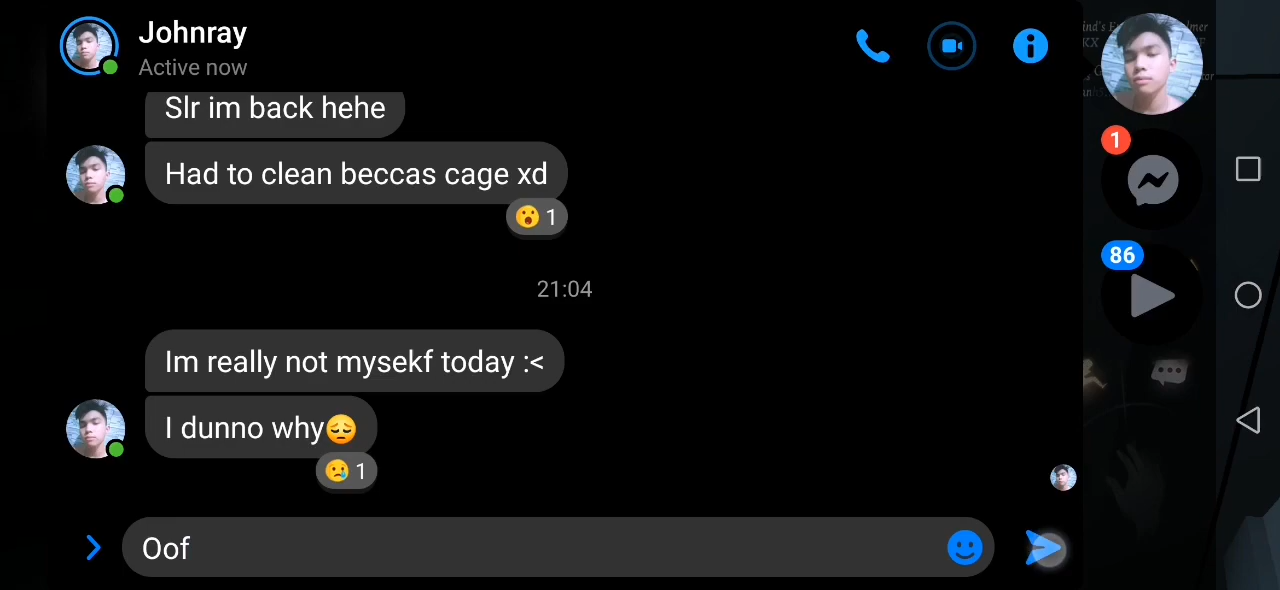 Johnray
Active now
Slr im back hehe
Had to clean beccas cage xd
😮 1
21:04
Im really not mysekf today :<
I dunno why😔
😢 1
Oof
1
86